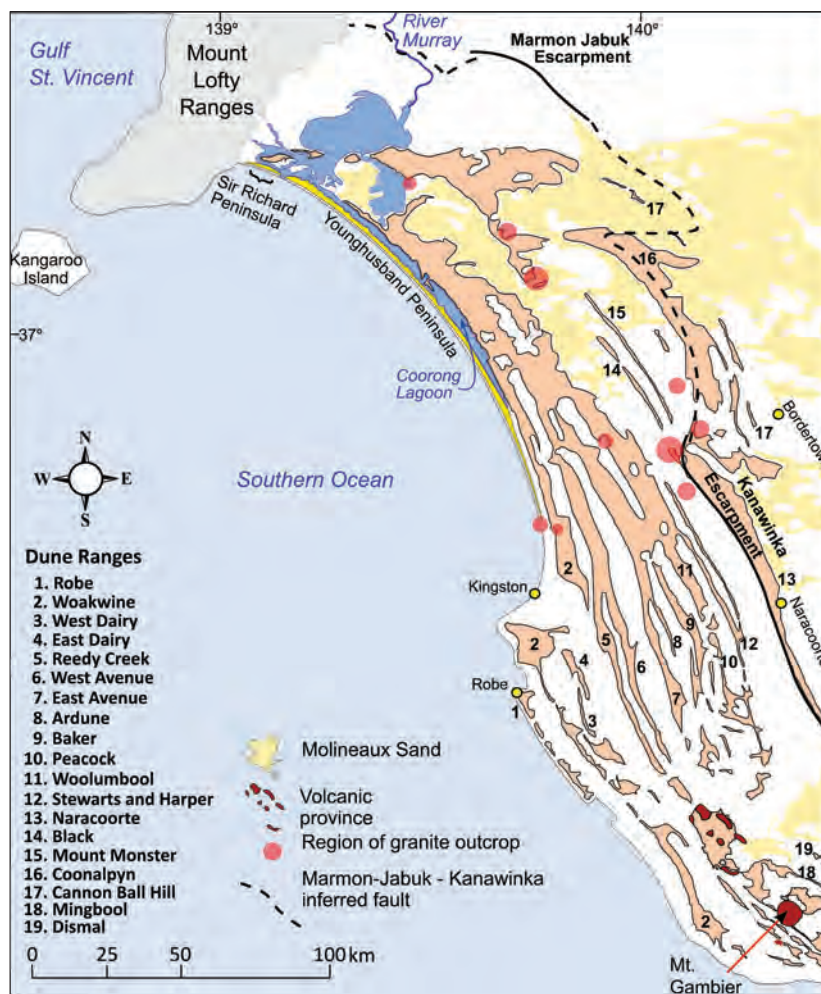 139°
140°
Gulf
St. Vincent
Mount
Lofty
Ranges
River
Murray
Marmon Jabuk
Escarpment
Sir Richard
Peninsula
Younghusband Peninsula
Kangaroo
Island
37°
Coorong
Lagoon
17
16
15
14
17
Bordertown
Kanawinka
Escarpment
N
W
E
S
Southern Ocean
Kingston
Robe
13
Naracoorte
2
11
12
9
8
10
5
6
7
2
4
3
1
Dune Ranges
1. Robe
2. Woakwine
3. West Dairy
4. East Dairy
5. Reedy Creek
6. West Avenue
7. East Avenue
8. Ardune
9. Baker
10. Peacock
11. Woolumbool
12. Stewarts and Harper
13. Naracoorte
14. Black
15. Mount Monster
16. Coonalpyn
17. Cannon Ball Hill
18. Mingbool
19. Dismal
Molineaux Sand
Volcanic
province
Region of granite outcrop
Marmon-Jabuk - Kanawinka
inferred fault
19
18
2
Mt.
Gambier
0
25
50
100
km